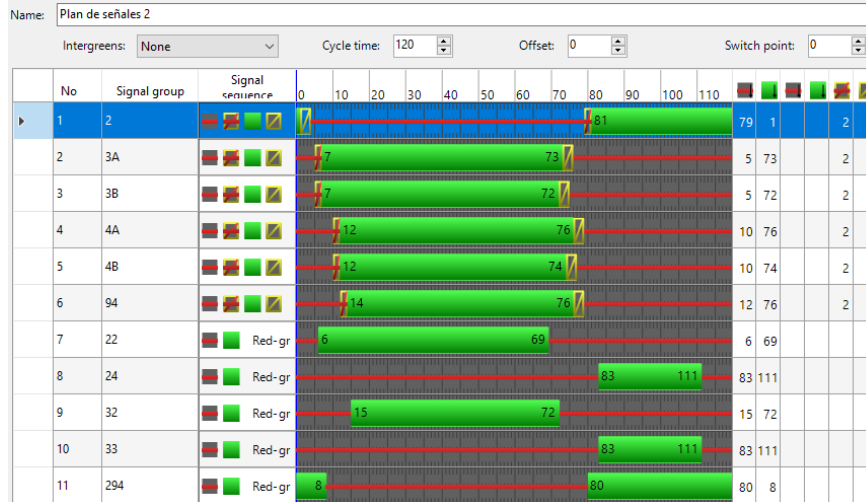 Name: Plan de señales 2
Intergreens: None Cycle time: 120 Offset: 0 Switch point: 0
No Signal group Signal sequence 0 10 20 30 40 50 60 70 80 90 100 110
1 2 81 79 1 2
2 3A 7 73 5 73 2
3 3B 7 72 5 72 2
4 4A 12 76 10 76 2
5 4B 12 74 10 74 2
6 94 14 76 12 76 2
7 22 Red-gr 6 69 6 69
8 24 Red-gr 83 111 83 111
9 32 Red-gr 15 72 15 72
10 33 Red-gr 83 111 83 111
11 294 Red-gr 8 80 80 8